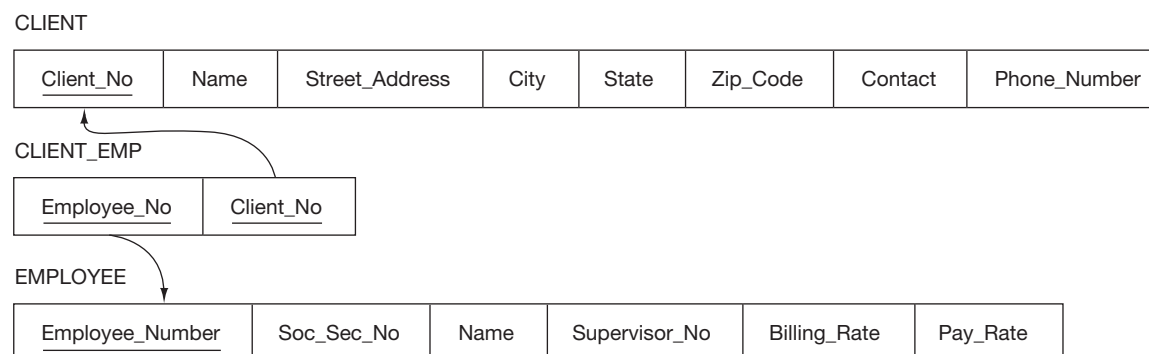 CLIENT
Client_No Name Street_Address City State Zip_Code Contact Phone_Number
CLIENT_EMP
Employee_No Client_No
EMPLOYEE
Employee_Number Soc_Sec_No Name Supervisor_No Billing_Rate Pay_Rate